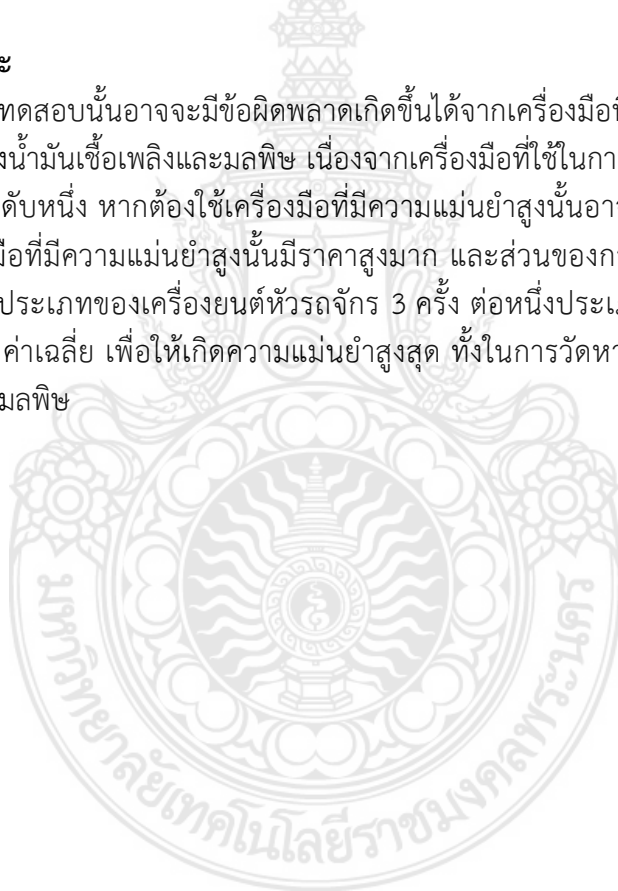 ะ
ทดสอบนั้นอาจจะมีข้อผิดพลาดเกิดขึ้นได้จากเครื่องมือที
งน้ำมันเชื้อเพลิงและมลพิษ เนื่องจากเครื่องมือที่ใช้ในกา
ดับหนึ่ง หากต้องใช้เครื่องมือที่มีความแม่นยำสูงนั้นอา
มือที่มีความแม่นยำสูงนั้นมีราคาสูงมาก และส่วนของกา
ประเภทของเครื่องยนต์หัวรถจักร 3 ครั้ง ต่อหนึ่งประเภ
ค่าเฉลี่ย เพื่อให้เกิดความแม่นยำสูงสุด ทั้งในการวัดหา
มลพิษ
มหาวิทยาลัยเทคโนโลยีราชมงคลพระนคร